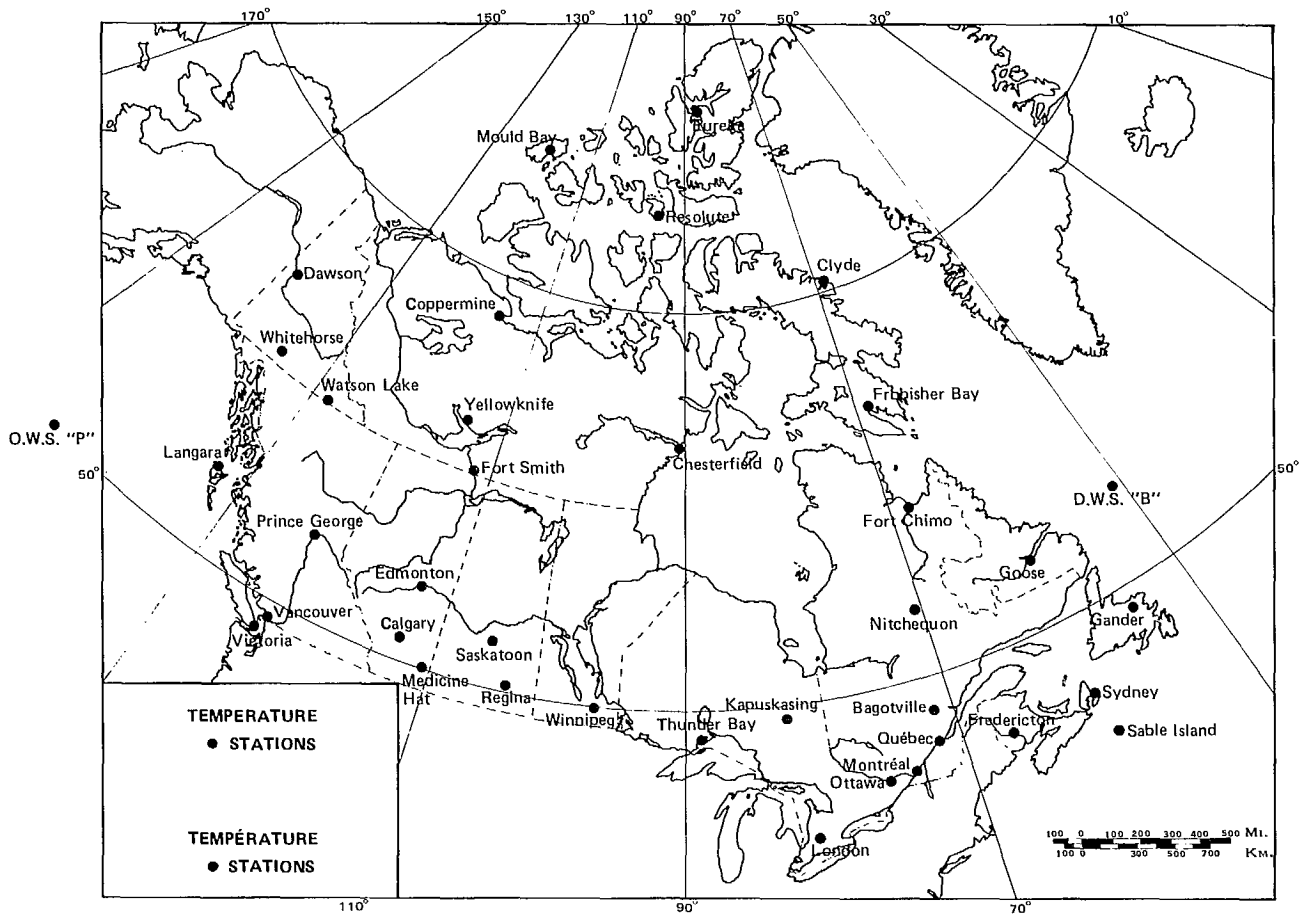 170° 150° 130° 110° 90° 70° 50° 30° 10°
Eureka
Mould Bay
Resolute
Clyde
Dawson
Coppermine
Whitehorse
Watson Lake
Frobisher Bay
Yellowknife
O.W.S. "P"
Langara
Fort Smith
Chesterfield
50°
50°
D.W.S. "B"
Prince George
Fort Chimo
Edmonton
Goose
Vancouver
Victoria
Calgary
Nitchequon
Gander
Saskatoon
Medicine
Hat
Regina
Sydney
Winnipeg
Kapuskasing
Bagotville
Thunder Bay
Fredericton
Sable Island
Québec
Montréal
Ottawa
London
TEMPERATURE
STATIONS
TEMPÉRATURE
STATIONS
100 0 100 200 300 400 500 MI.
100 0 300 500 700 KM.
110° 90° 70°